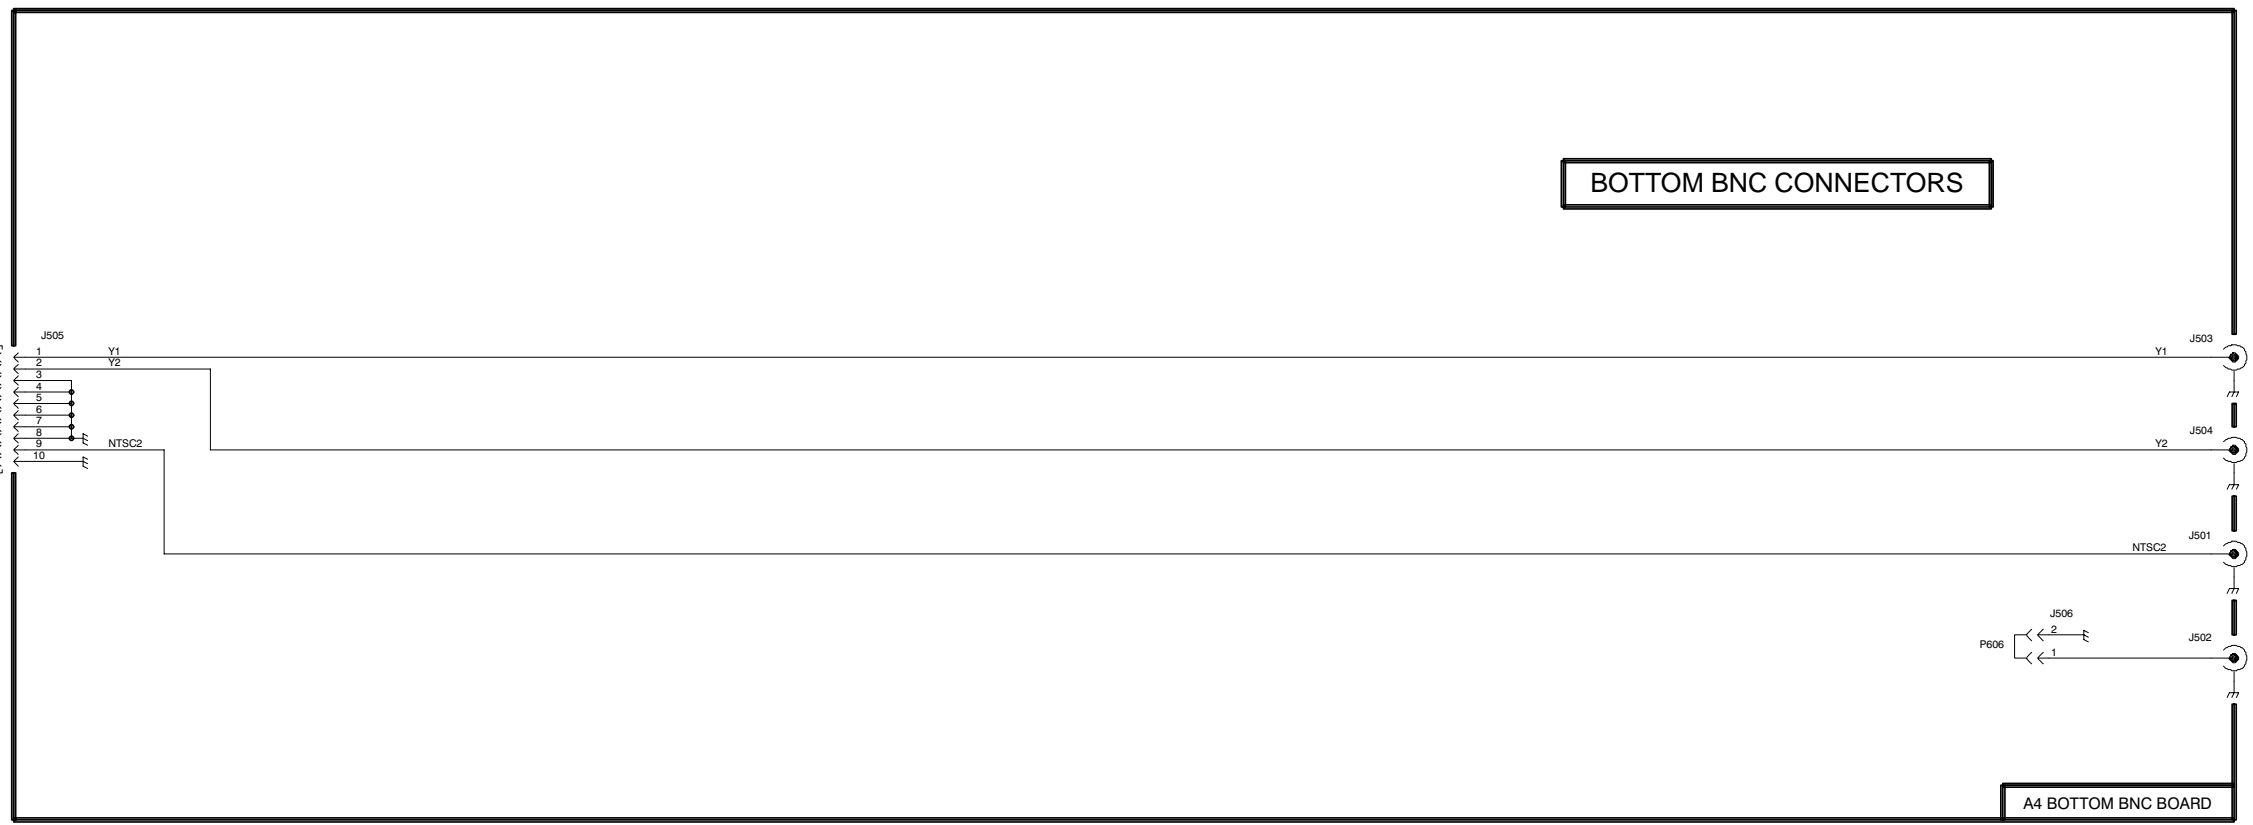 BOTTOM BNC CONNECTORS
J505
1 Y1
2 Y2
3
4
5
6
7
8
9 NTSC2
10
J503
Y1
J504
Y2
J501
NTSC2
J506
2
P606
1
J502
A4 BOTTOM BNC BOARD